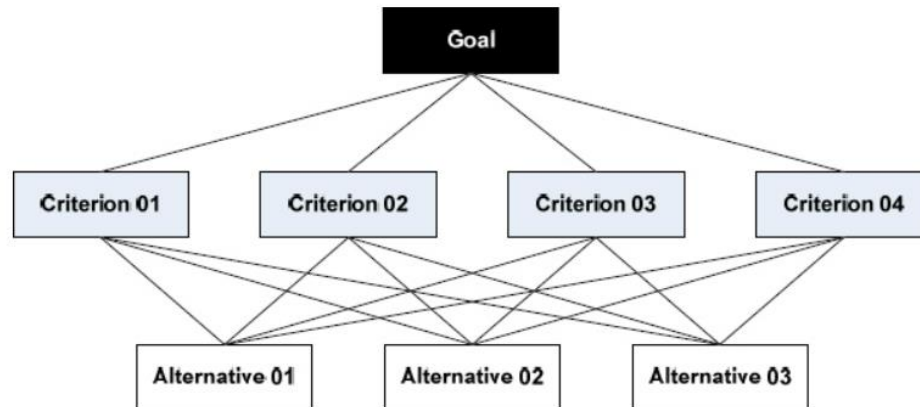 Goal
Criterion 01
Criterion 02
Criterion 03
Criterion 04
Alternative 01
Alternative 02
Alternative 03